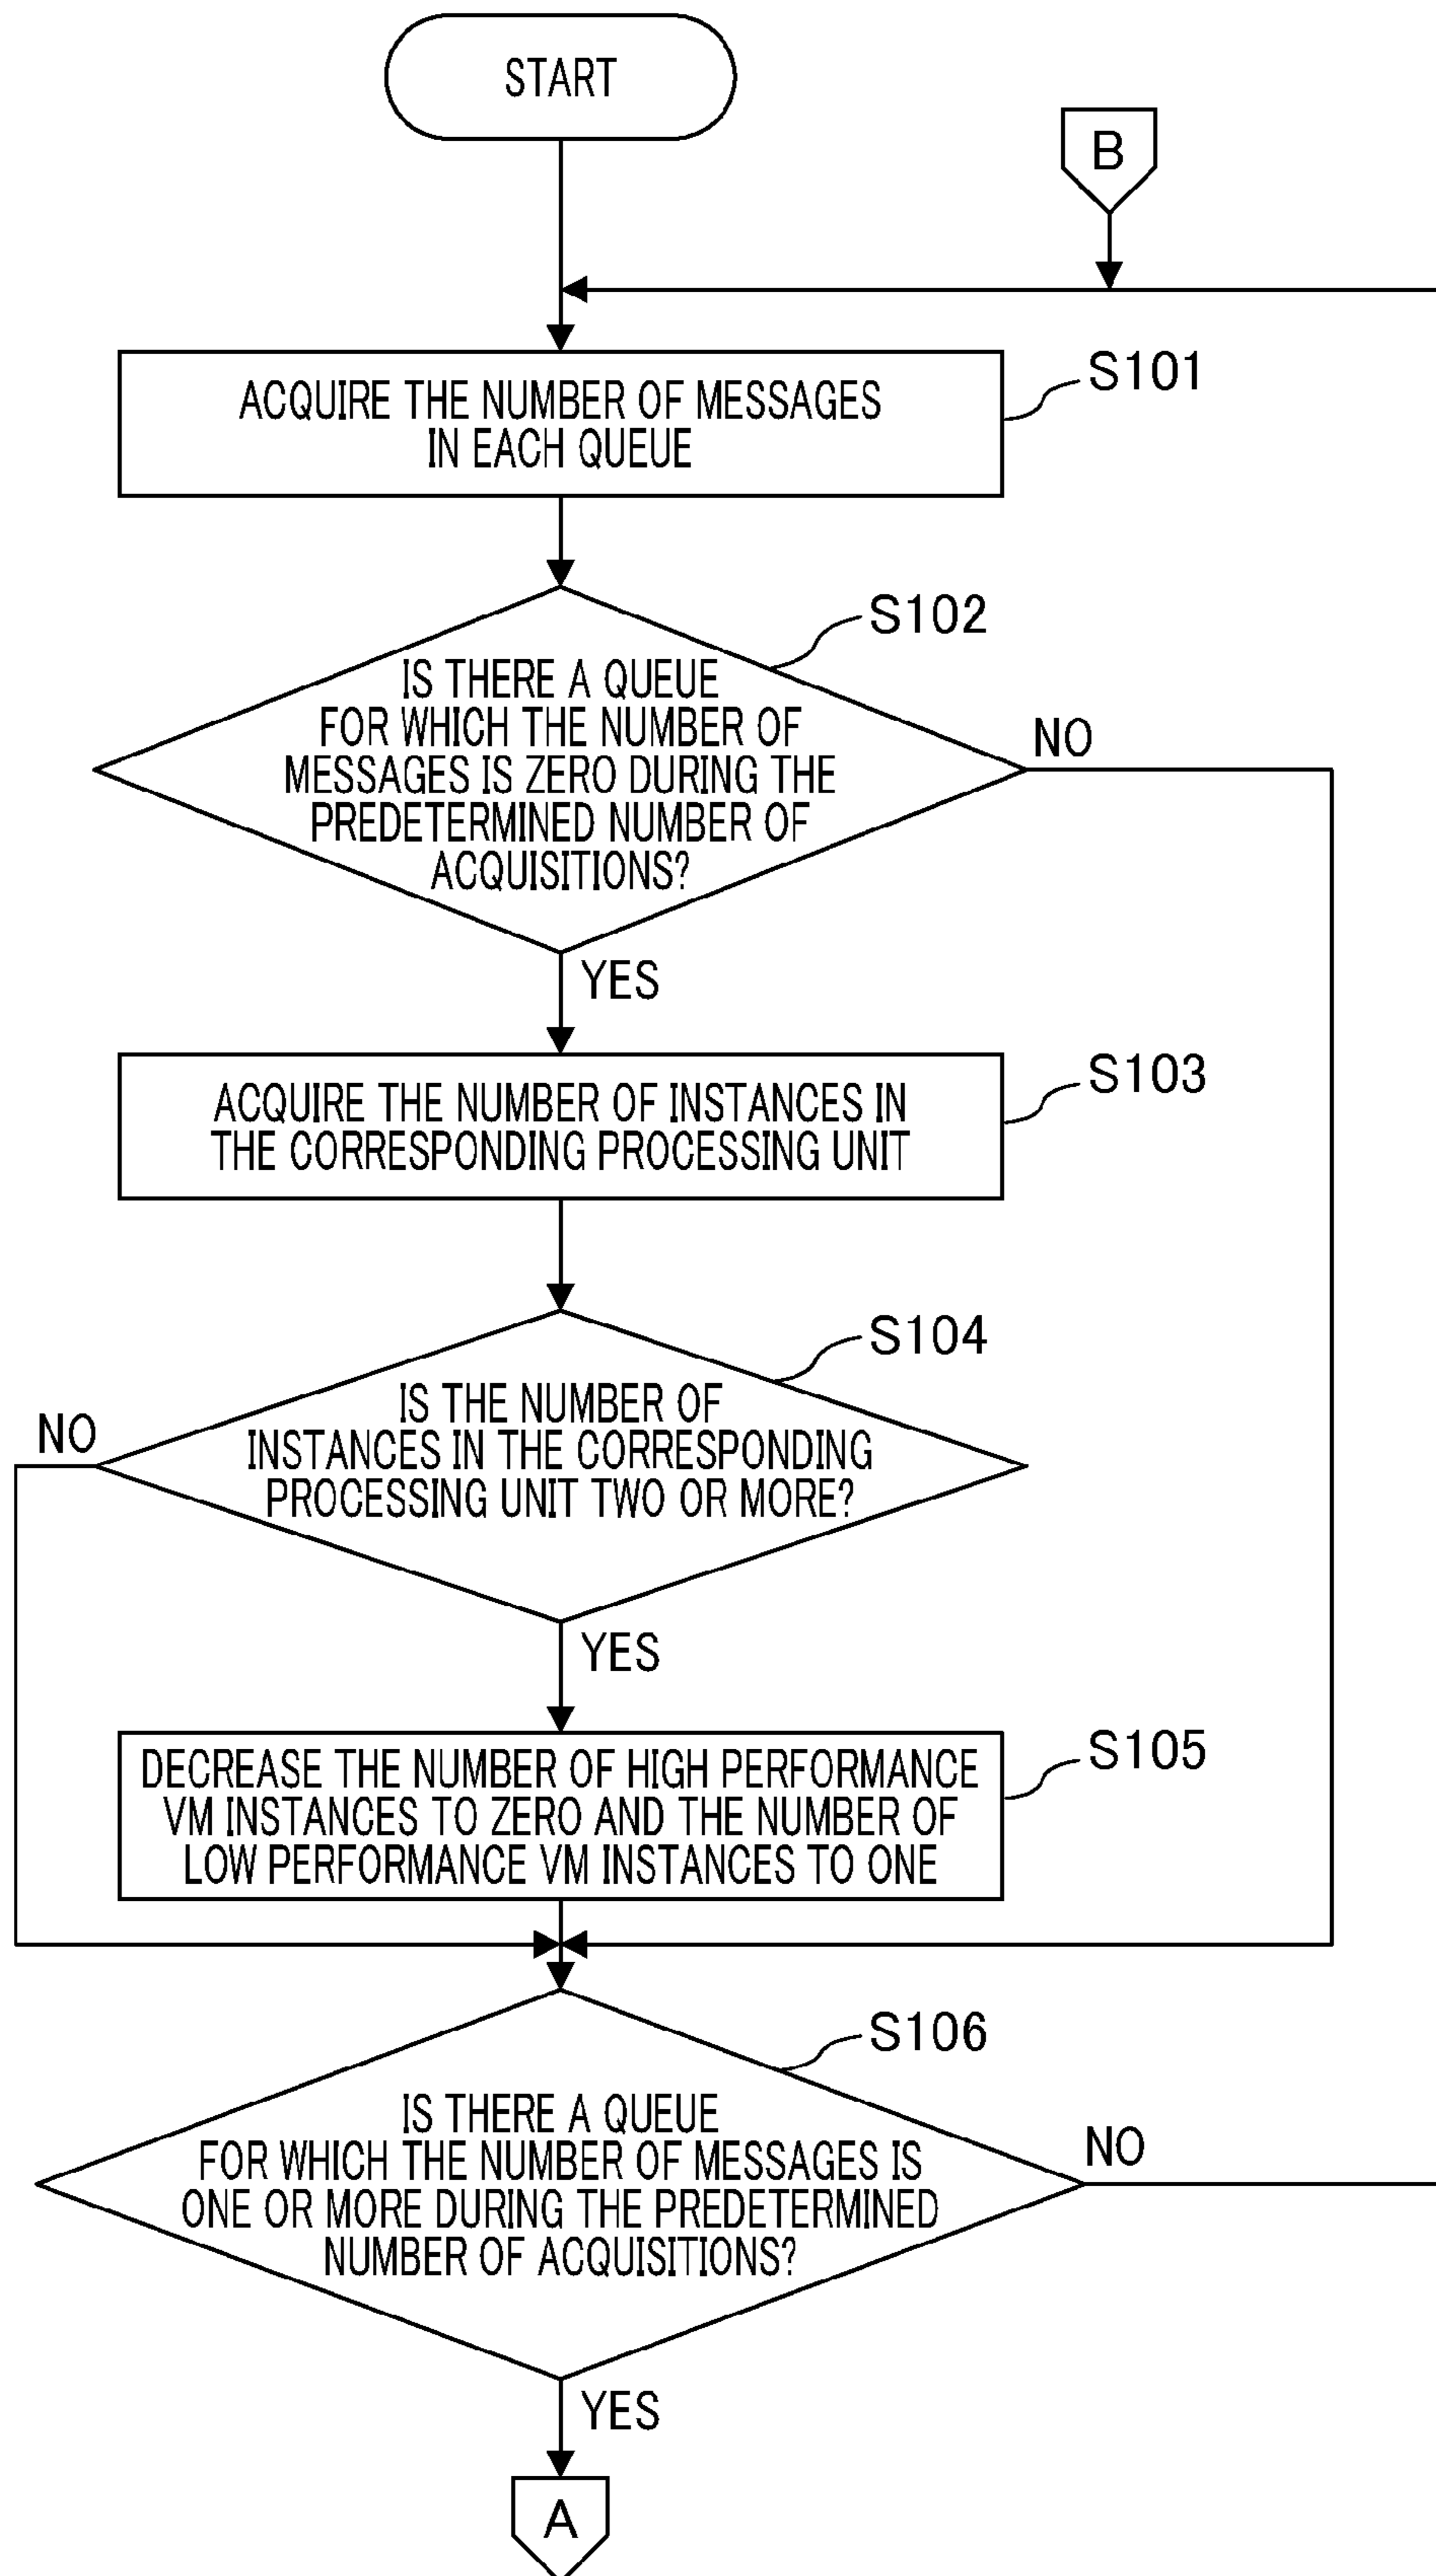 START
B
ACQUIRE THE NUMBER OF MESSAGES
IN EACH QUEUE
S101
S102
IS THERE A QUEUE
FOR WHICH THE NUMBER OF
MESSAGES IS ZERO DURING THE
PREDETERMINED NUMBER OF
ACQUISITIONS?
NO
YES
ACQUIRE THE NUMBER OF INSTANCES IN
THE CORRESPONDING PROCESSING UNIT
S103
S104
IS THE NUMBER OF
INSTANCES IN THE CORRESPONDING
PROCESSING UNIT TWO OR MORE?
NO
YES
DECREASE THE NUMBER OF HIGH PERFORMANCE
VM INSTANCES TO ZERO AND THE NUMBER OF
LOW PERFORMANCE VM INSTANCES TO ONE
S105
S106
IS THERE A QUEUE
FOR WHICH THE NUMBER OF MESSAGES IS
ONE OR MORE DURING THE PREDETERMINED
NUMBER OF ACQUISITIONS?
NO
YES
A